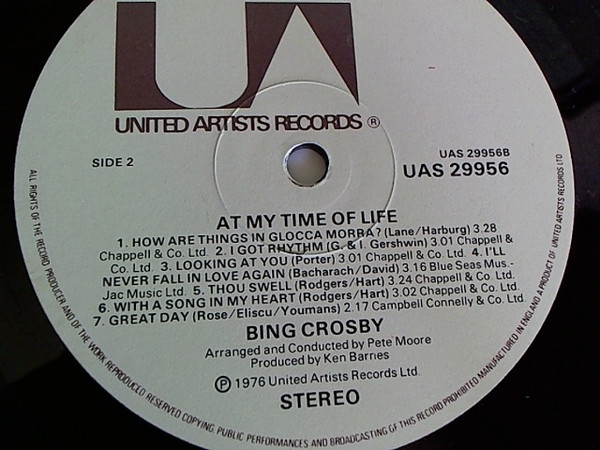 UA
UNITED ARTISTS RECORDS ®
SIDE 2
UAS 29956B
UAS 29956
AT MY TIME OF LIFE
1. HOW ARE THINGS IN GLOCCA MORRA? (Lane/Harburg) 3.28
Chappell & Co. Ltd. 2. I GOT RHYTHM (G. & I. Gershwin) 3.01 Chappell &
Co. Ltd. 3. LOOKING AT YOU (Porter) 3.01 Chappell & Co. Ltd. 4. I'LL
NEVER FALL IN LOVE AGAIN (Bacharach/David) 3.16 Blue Seas Mus.-
Jac Music Ltd. 5. THOU SWELL (Rodgers/Hart) 3.24 Chappell & Co. Ltd.
6. WITH A SONG IN MY HEART (Rodgers/Hart) 3.02 Chappell & Co. Ltd.
7. GREAT DAY (Rose/Eliscu/Youmans) 2.17 Campbell Connelly & Co. Ltd
BING CROSBY
Arranged and Conducted by Pete Moore
Produced by Ken Barnes
℗ 1976 United Artists Records Ltd.
STEREO
ALL RIGHTS OF THE RECORD PRODUCER AND OF THE WORK REPRODUCED RESERVED COPYING PUBLIC PERFORMANCES AND BROADCASTING OF THIS RECORD PROHIBITED MANUFACTURED IN ENGLAND A PRODUCT OF UNITED ARTISTS RECORDS LTD